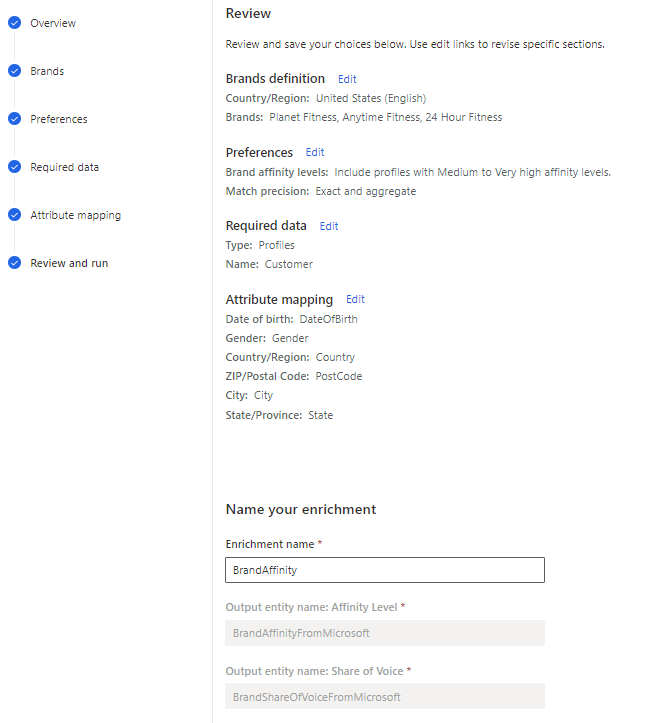 Overview
Brands
Preferences
Required data
Attribute mapping
Review and run
Review
Review and save your choices below. Use edit links to revise specific sections.
Brands definition Edit
Country/Region: United States (English)
Brands: Planet Fitness, Anytime Fitness, 24 Hour Fitness
Preferences Edit
Brand affinity levels: Include profiles with Medium to Very high affinity levels.
Match precision: Exact and aggregate
Required data Edit
Type: Profiles
Name: Customer
Attribute mapping Edit
Date of birth: DateOfBirth
Gender: Gender
Country/Region: Country
ZIP/Postal Code: PostCode
City: City
State/Province: State
Name your enrichment
Enrichment name *
BrandAffinity
Output entity name: Affinity Level *
BrandAffinityFromMicrosoft
Output entity name: Share of Voice *
BrandShareOfVoiceFromMicrosoft